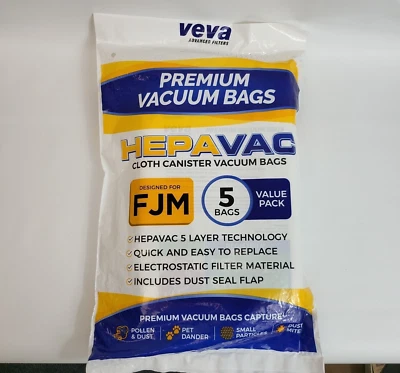 veva
ADVANCED FILTERS
PREMIUM
VACUUM BAGS
HEPAVAC
CLOTH CANISTER VACUUM BAGS
DESIGNED FOR
FJM
5
BAGS
VALUE
PACK
HEPAVAC 5 LAYER TECHNOLOGY
QUICK AND EASY TO REPLACE
ELECTROSTATIC FILTER MATERIAL
INCLUDES DUST SEAL FLAP
PREMIUM VACUUM BAGS CAPTURE:
POLLEN
& DUST
PET
DANDER
SMALL
PARTICLES
DUST
MITE